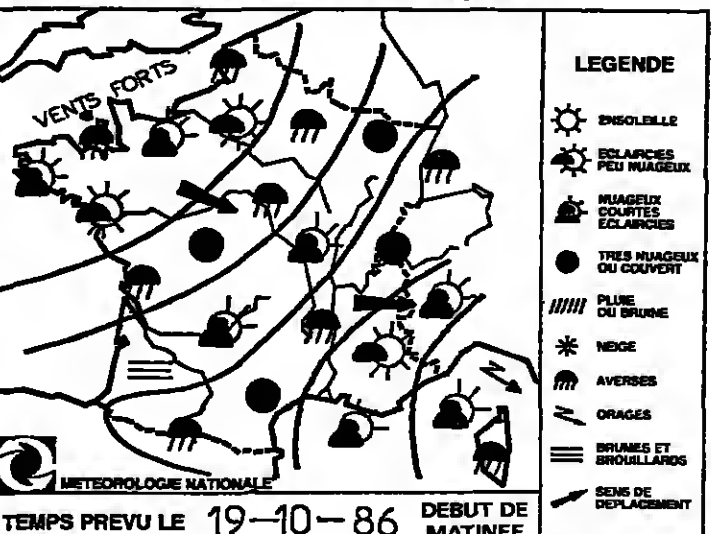 VENTS FORTS
METEOROLOGIE NATIONALE
TEMPS PREVU LE 19-10-86 DEBUT DE
MATINEE
LEGENDE
ENSOLEILLE
ECLAIRCIES
PEU NUAGEUX
NUAGEUX
COURTES
ECLAIRCIES
TRES NUAGEUX
OU COUVERT
PLUIE
OU BRUINE
NEIGE
AVERSES
ORAGES
BRUMES ET
BROUILLARDS
SENS DE
DEPLACEMENT